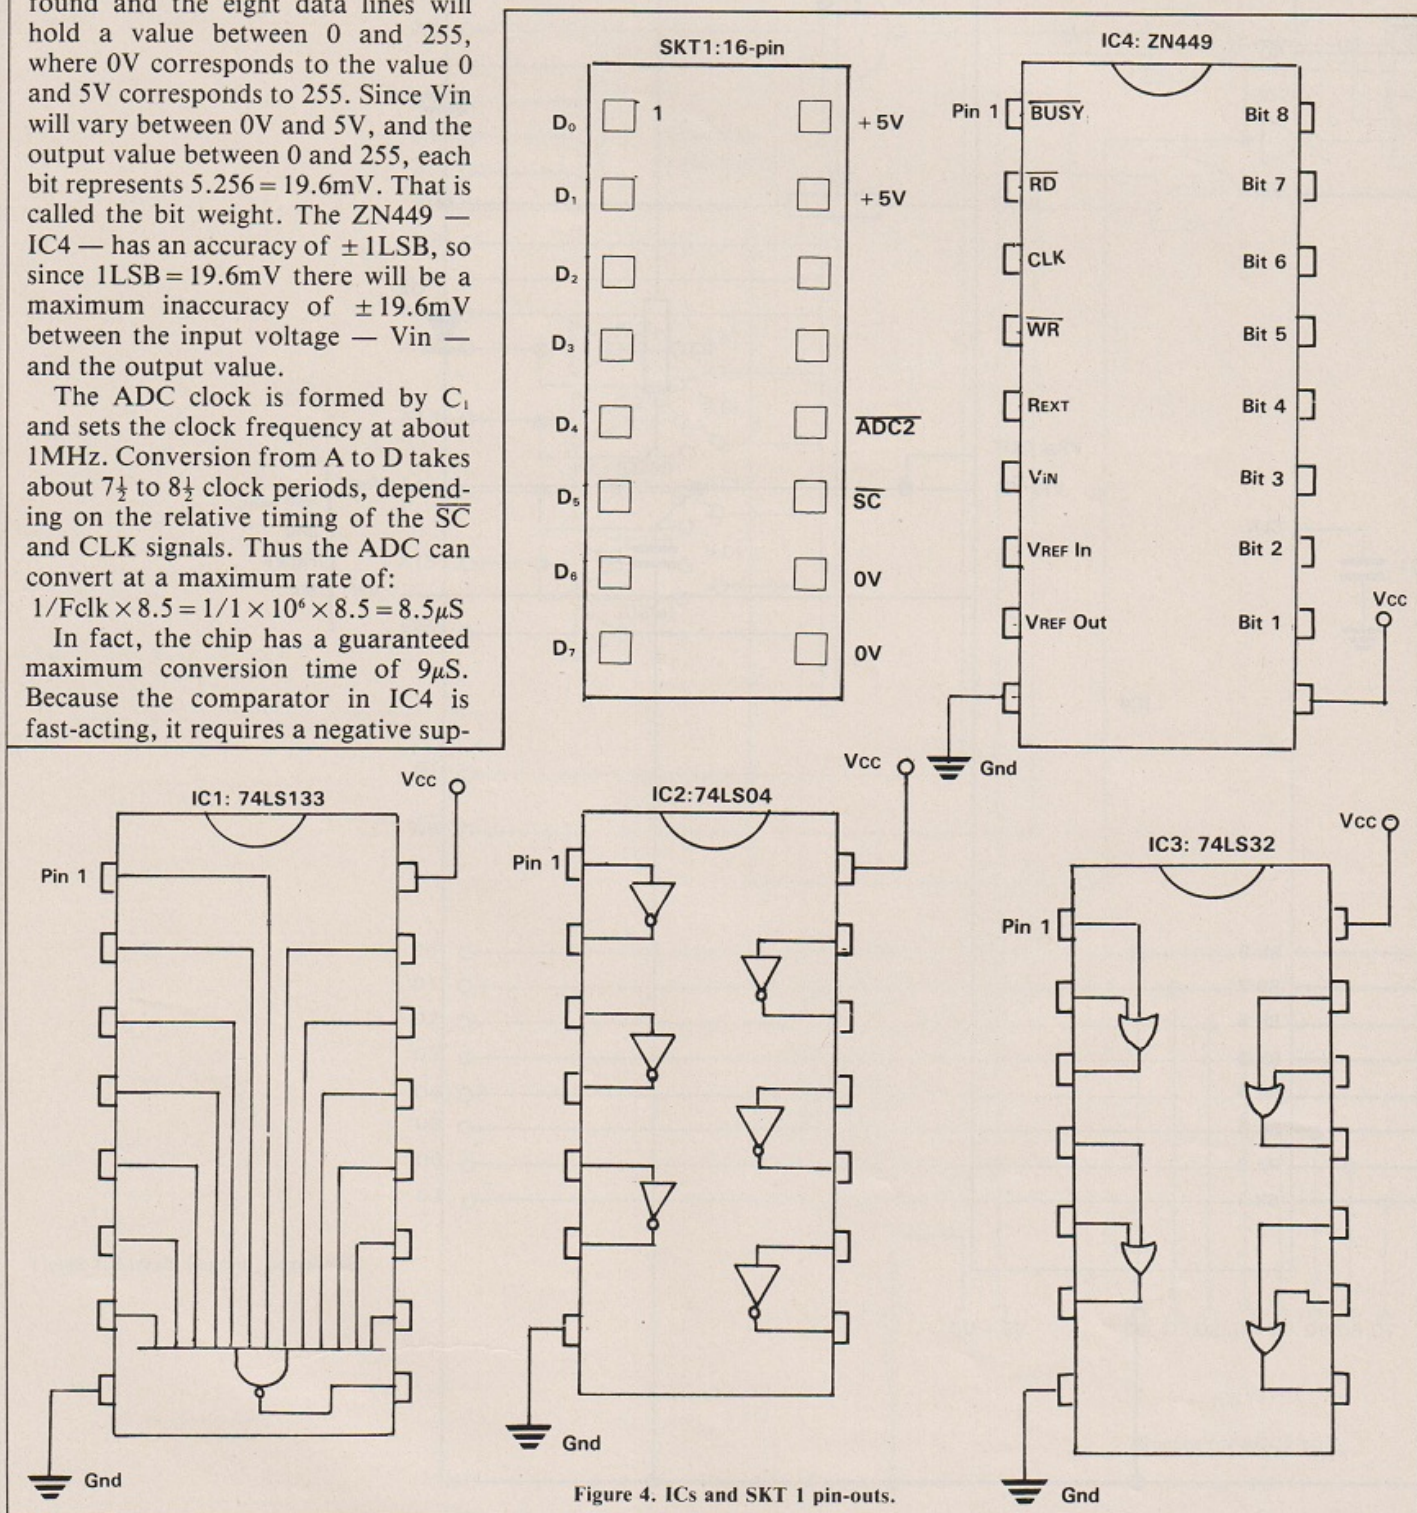 round and the eight data lines will
hold a value between 0 and 255,
where OV corresponds to the value 0
and 5V corresponds to 255. Since Vin
will vary between 0V and 5V, and the
output value between 0 and 255, each
bit represents 5.256 = 19.6mV. That is
called the bit weight. The ZN449 —
IC4 — has an accuracy of ± 1LSB, so
since 1LSB = 19.6mV there will be a
maximum inaccuracy of ± 19.6mV
between the input voltage — Vin —
and the output value.
The ADC clock is formed by C₁
and sets the clock frequency at about
1MHz. Conversion from A to D takes
about 7½ to 8½ clock periods, depend-
ing on the relative timing of the S̅C̅
and CLK signals. Thus the ADC can
convert at a maximum rate of:
1/Fclk × 8.5 = 1/1 × 10⁶ × 8.5 = 8.5µS
In fact, the chip has a guaranteed
maximum conversion time of 9µS.
Because the comparator in IC4 is
fast-acting, it requires a negative sup-
SKT1:16-pin
D₀ 1 +5V
D₁ +5V
D₂
D₃
D₄ A̅D̅C̅2̅
D₅ S̅C̅
D₆ 0V
D₇ 0V
IC4: ZN449
Pin 1 B̅U̅S̅Y̅ Bit 8
R̅D̅ Bit 7
CLK Bit 6
W̅R̅ Bit 5
REXT Bit 4
VIN Bit 3
VREF In Bit 2
VREF Out Bit 1
Vcc
Gnd
IC1: 74LS133
Vcc
Pin 1
Gnd
IC2:74LS04
Vcc
Pin 1
Gnd
IC3: 74LS32
Vcc
Pin 1
Gnd
Figure 4. ICs and SKT 1 pin-outs.